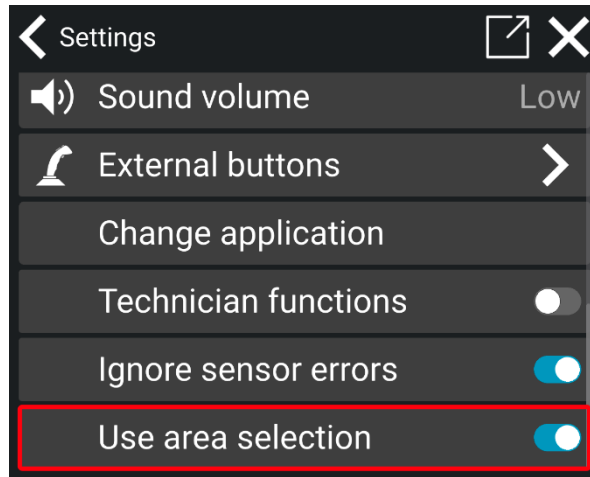 Settings
Sound volume Low
External buttons
Change application
Technician functions
Ignore sensor errors
Use area selection